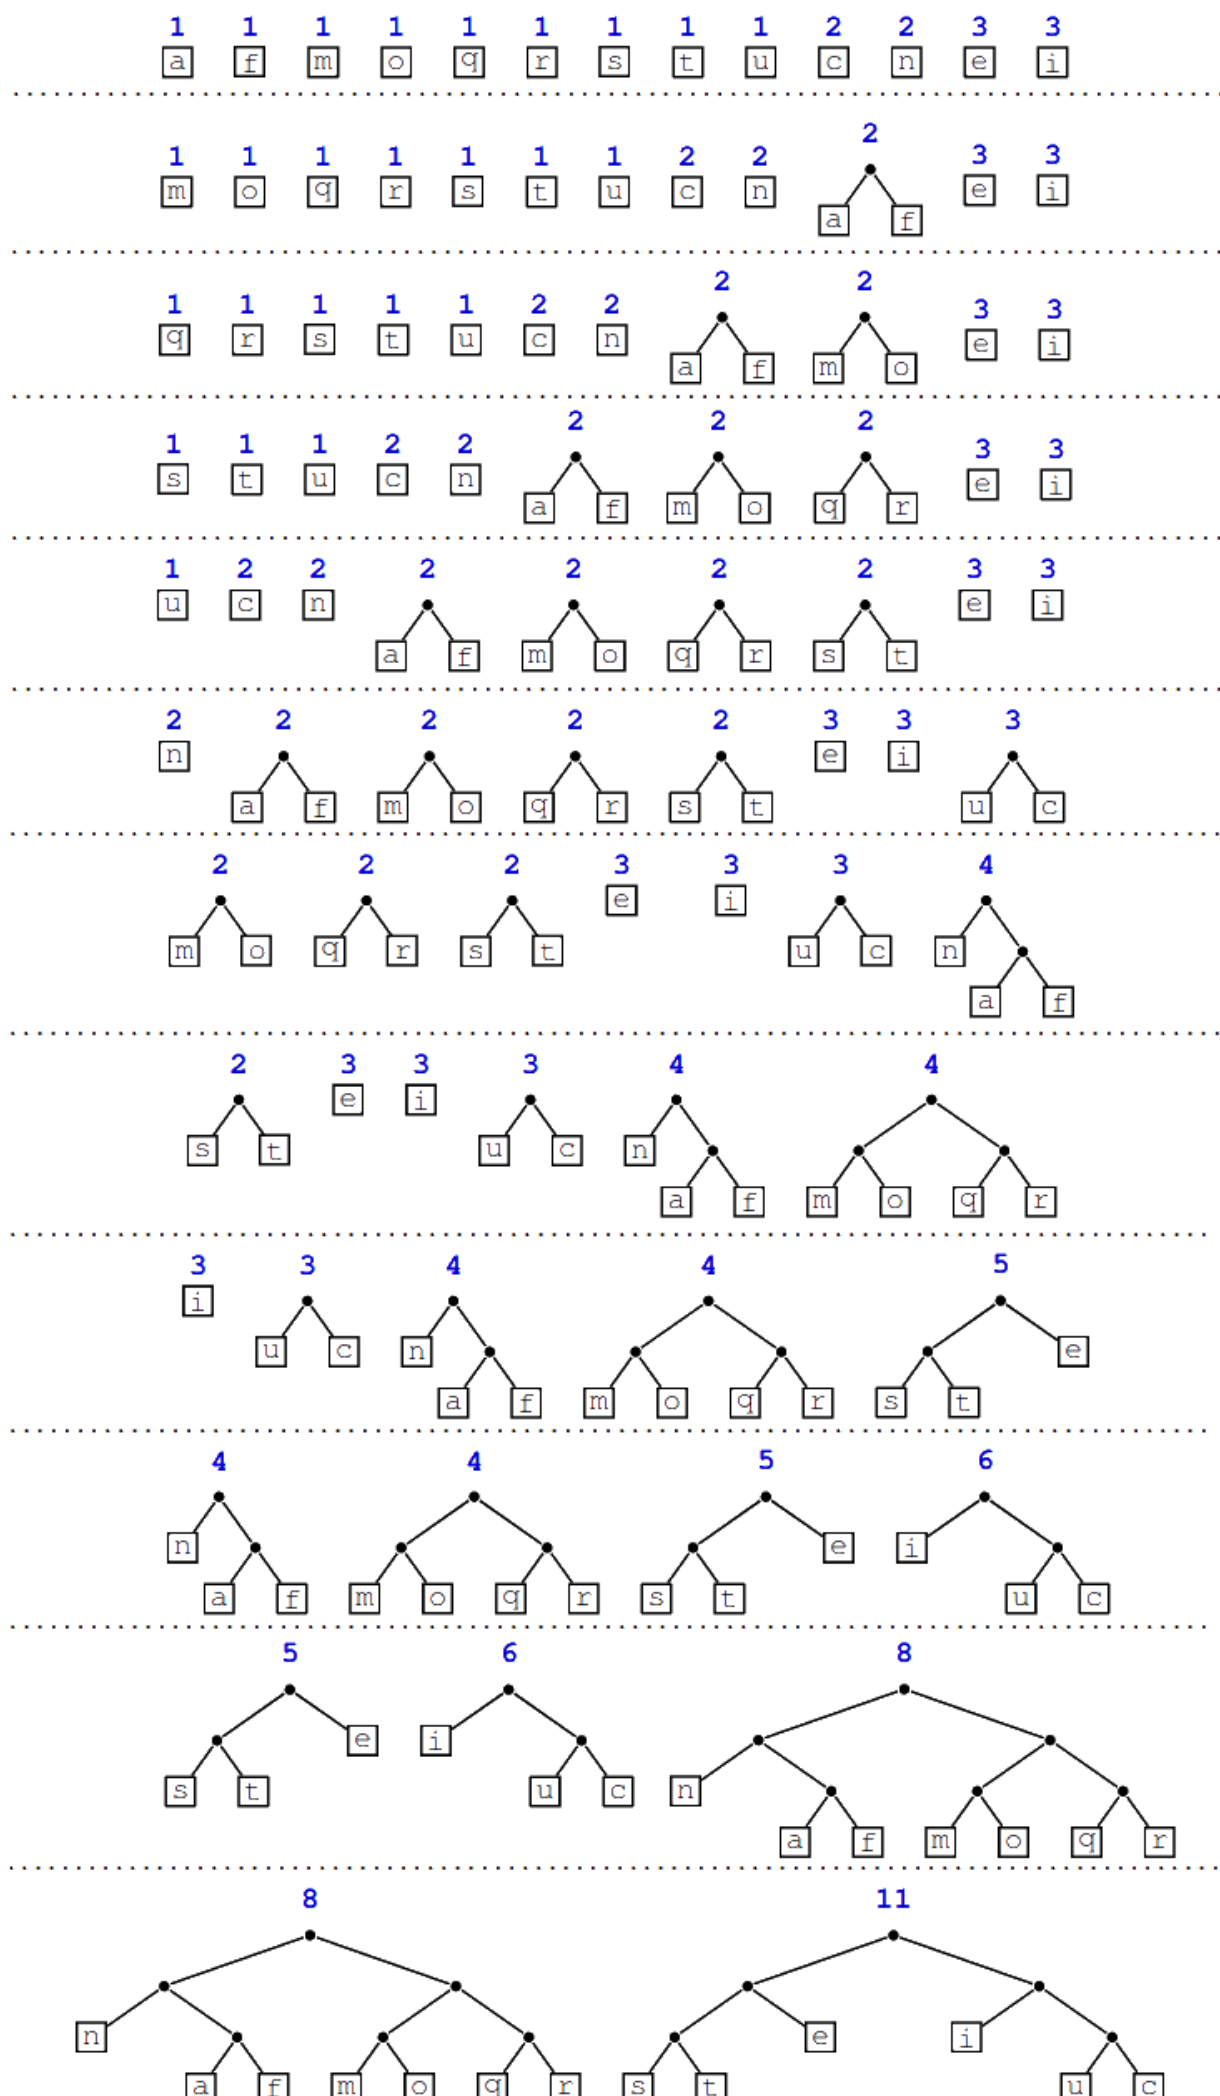 1 1 1 1 1 1 1 1 1 2 2 3 3
a f m o q r s t u c n e i
2
1 1 1 1 1 1 1 2 2 3 3
m o q r s t u c n e i
a f
2 2
1 1 1 1 1 2 2 3 3
q r s t u c n e i
a f m o
2 2 2
1 1 1 2 2 3 3
s t u c n e i
a f m o q r
1 2 2 2 2 2 2 3 3
u c n e i
a f m o q r s t
2 2 2 2 2 3 3 3
n e i
a f m o q r s t u c
2 2 2 3 3 3 4
e i
m o q r s t u c n
a f
2 3 3 3 4 4
e i
s t u c n
a f m o q r
3 3 4 4 5
i
u c n e
a f m o q r s t
4 4 5 6
n e i
a f m o q r s t u c
5 6 8
e i
s t u c n
a f m o q r
8 11
n e i
a f m o q r s t u c